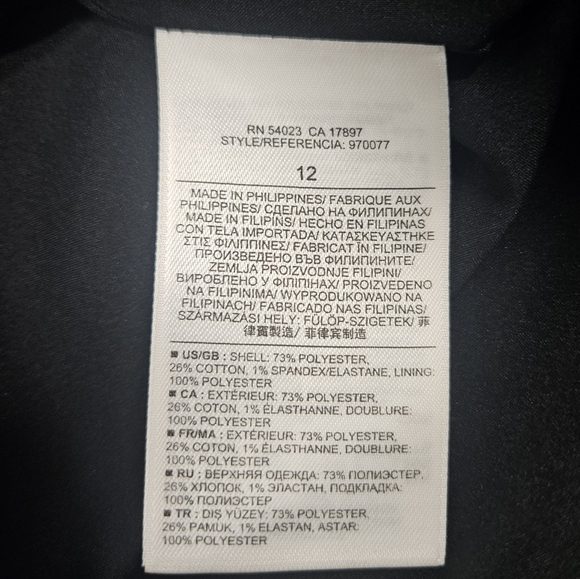 RN 54023 CA 17897
STYLE/REFERENCIA: 970077
12
MADE IN PHILIPPINES/ FABRIQUE AUX
PHILIPPINES/ СДЕЛАНО НА ФИЛИПИНАХ/
MADE IN FILIPINS/ HECHO EN FILIPINAS
CON TELA IMPORTADA/ ΚΑΤΑΣΚΕΥΑΣΤΗΚΕ
ΣΤΙΣ ΦΙΛΙΠΠΙΝΕΣ/ FABRICAT ÎN FILIPINE/
ПРОИЗВЕДЕНО ВЪВ ФИЛИПИНИТЕ/
ZEMLJA PROIZVODNJE FILIPINI/
ВИРОБЛЕНО У ФІЛІПІНАХ/ PROIZVEDENO
NA FILIPINIMA/ WYPRODUKOWANO NA
FILIPINACH/ FABRICADO NAS FILIPINAS/
SZÁRMAZÁSI HELY: FÜLÖP-SZIGETEK/ 菲
律賓製造/ 菲律宾制造
US/GB : SHELL: 73% POLYESTER,
26% COTTON, 1% SPANDEX/ELASTANE, LINING:
100% POLYESTER
CA : EXTÉRIEUR: 73% POLYESTER,
26% COTON, 1% ÉLASTHANNE, DOUBLURE:
100% POLYESTER
FR/MA : EXTÉRIEUR: 73% POLYESTER,
26% COTON, 1% ÉLASTHANNE, DOUBLURE:
100% POLYESTER
RU : ВЕРХНЯЯ ОДЕЖДА: 73% ПОЛИЭСТЕР,
26% ХЛОПОК, 1% ЭЛАСТАН, ПОДКЛАДКА:
100% ПОЛИЭСТЕР
TR : DIŞ YÜZEY: 73% POLYESTER,
26% PAMUK, 1% ELASTAN, ASTAR:
100% POLYESTER